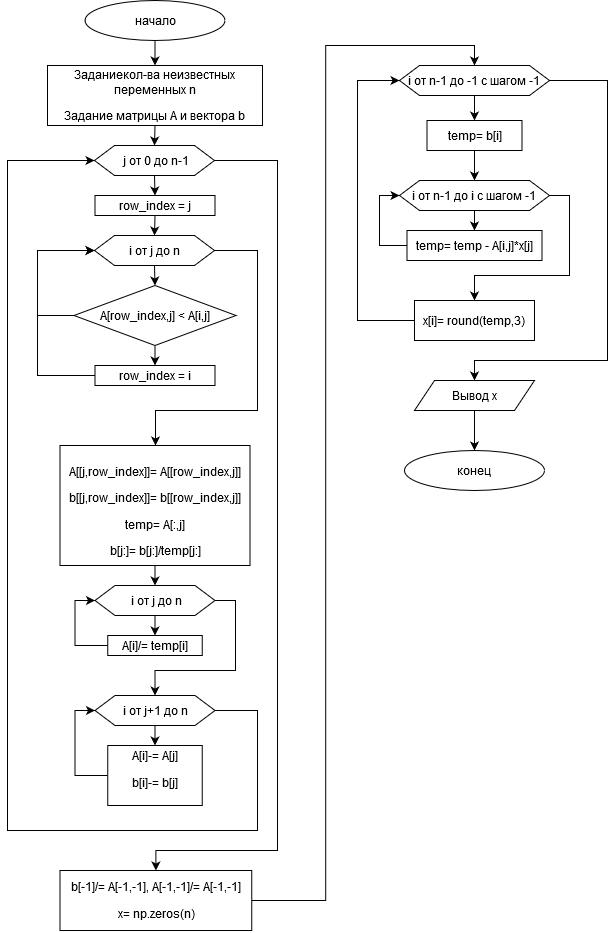 начало
Заданиекол-ва неизвестных
переменных n
Задание матрицы А и вектора b
j от 0 до n-1
row_index = j
i от j до n
A[row_index,j] < A[i,j]
row_index = i
A[[j,row_index]]= A[[row_index,j]]
b[[j,row_index]]= b[[row_index,j]]
temp= A[:,j]
b[j:]= b[j:]/temp[j:]
i от j до n
A[i]/= temp[i]
i от j+1 до n
A[i]-= A[j]
b[i]-= b[j]
b[-1]/= A[-1,-1], A[-1,-1]/= A[-1,-1]
x= np.zeros(n)
i от n-1 до -1 с шагом -1
temp= b[i]
i от n-1 до i с шагом -1
temp= temp - A[i,j]*x[j]
x[i]= round(temp,3)
Вывод x
конец